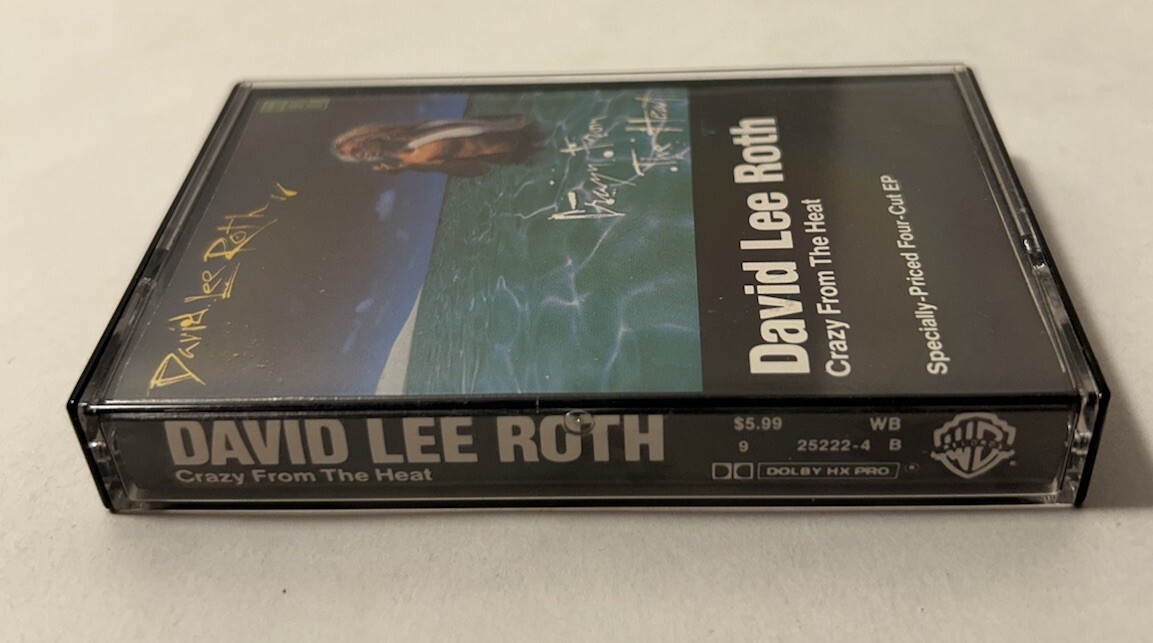 David Lee Roth
Crazy From
The Heat
David Lee Roth
Crazy From The Heat
Specially-Priced Four-Cut EP
DAVID LEE ROTH
Crazy From The Heat
$5.99 WB
9 25222-4 B
DOLBY HX PRO